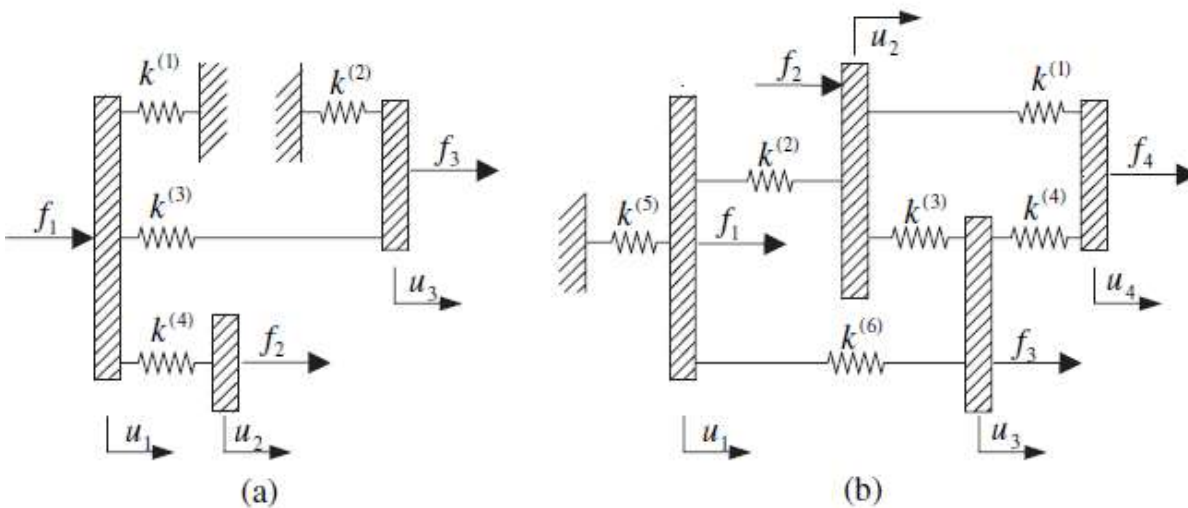 k(1)
k(2)
f3
f1
k(3)
u3
k(4)
f2
u1
u2
(a)
u2
f2
k(1)
k(2)
f4
k(5)
f1
k(3)
k(4)
u4
k(6)
f3
u1
u3
(b)